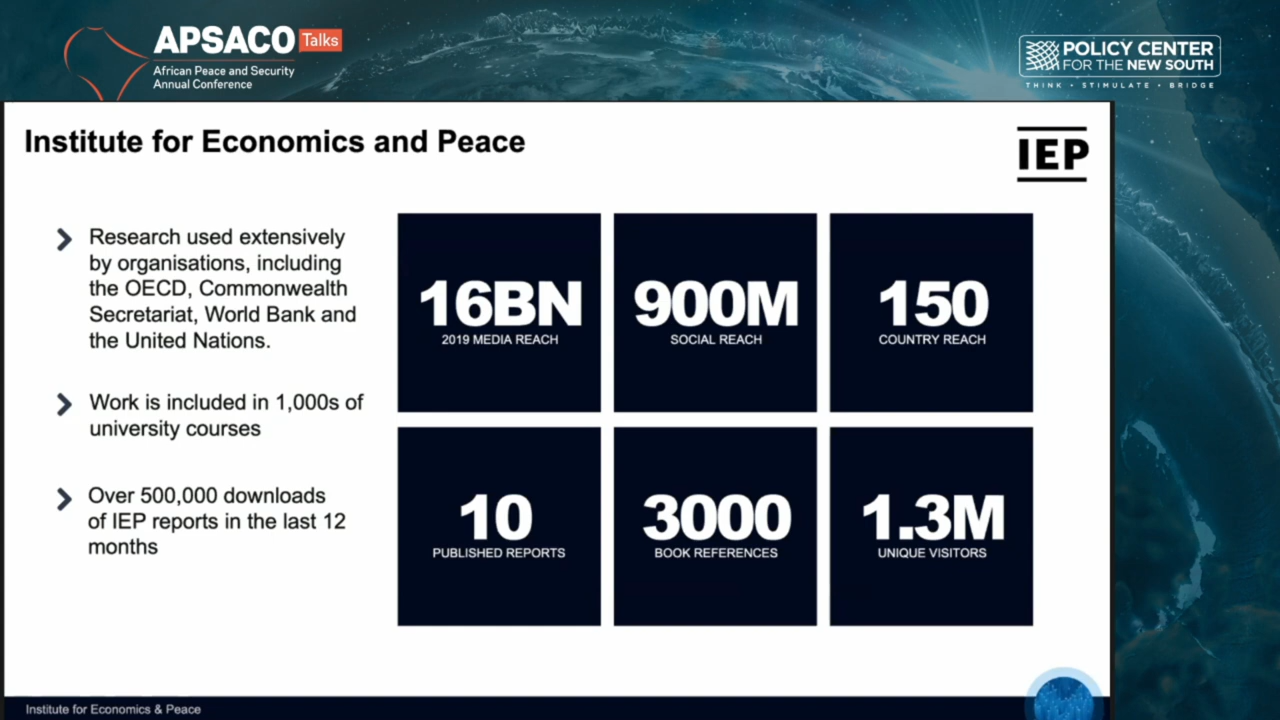 APSACO Talks
African Peace and Security
Annual Conference
POLICY CENTER
FOR THE NEW SOUTH
THINK • STIMULATE • BRIDGE
Institute for Economics and Peace
IEP
Research used extensively
by organisations, including
the OECD, Commonwealth
Secretariat, World Bank and
the United Nations.
Work is included in 1,000s of
university courses
Over 500,000 downloads
of IEP reports in the last 12
months
16BN
2019 MEDIA REACH
900M
SOCIAL REACH
150
COUNTRY REACH
10
PUBLISHED REPORTS
3000
BOOK REFERENCES
1.3M
UNIQUE VISITORS
Institute for Economics & Peace